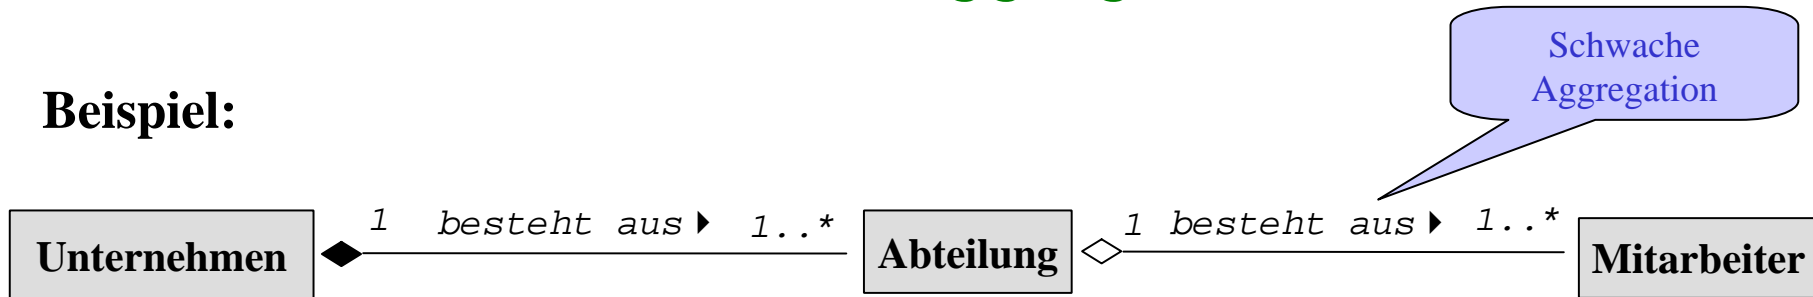 Schwache
Aggregation
Beispiel:
1 besteht aus 1..*
1 besteht aus 1..*
Unternehmen
Abteilung
Mitarbeiter